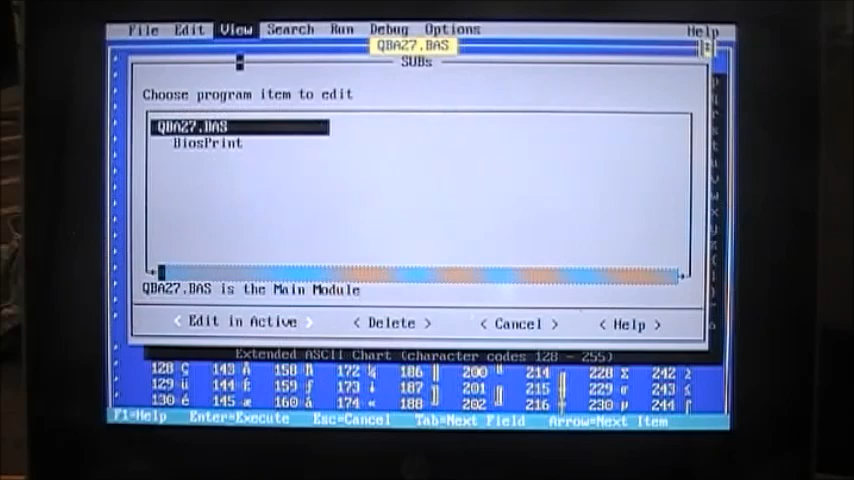 File Edit View Search Run Debug Options Help
QBA27.BAS
SUBs
Choose program item to edit
QBA27.BAS
BiosPrint
QBA27.BAS is the Main Module
< Edit in Active > < Delete > < Cancel > < Help >
Extended ASCII Chart (character codes 128 - 255)
128 Ç 143 Å 158 ₧ 172 ¼ 186 ║ 200 ╚ 214 228 Σ 242 ≥
129 ü 144 É 159 ƒ 173 ¡ 187 ╗ 201 ╔ 215 ╫ 229 σ 243 ≤
130 é 145 æ 160 á 174 « 188 ╝ 202 ╩ 216 ╪ 230 µ 244 ⌠
F1=Help Enter=Execute Esc=Cancel Tab=Next Field Arrow=Next Item